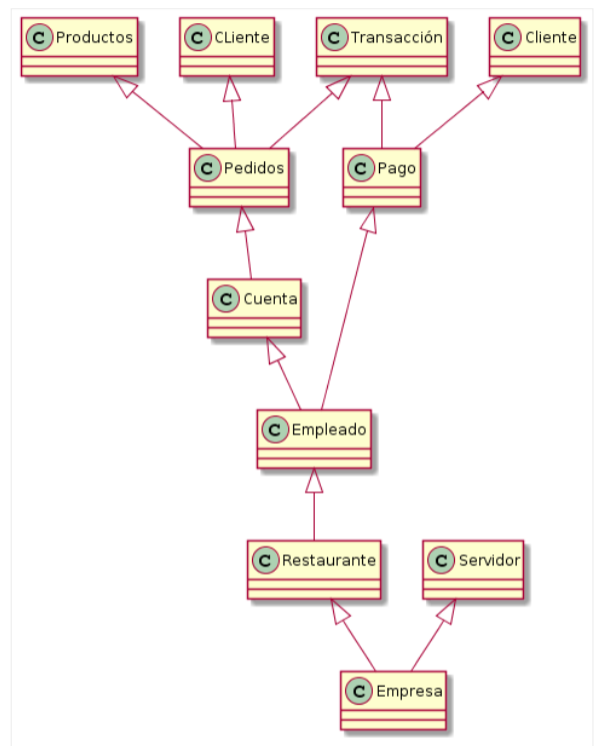 C Productos
C CLiente
C Transacción
C Cliente
C Pedidos
C Pago
C Cuenta
C Empleado
C Restaurante
C Servidor
C Empresa